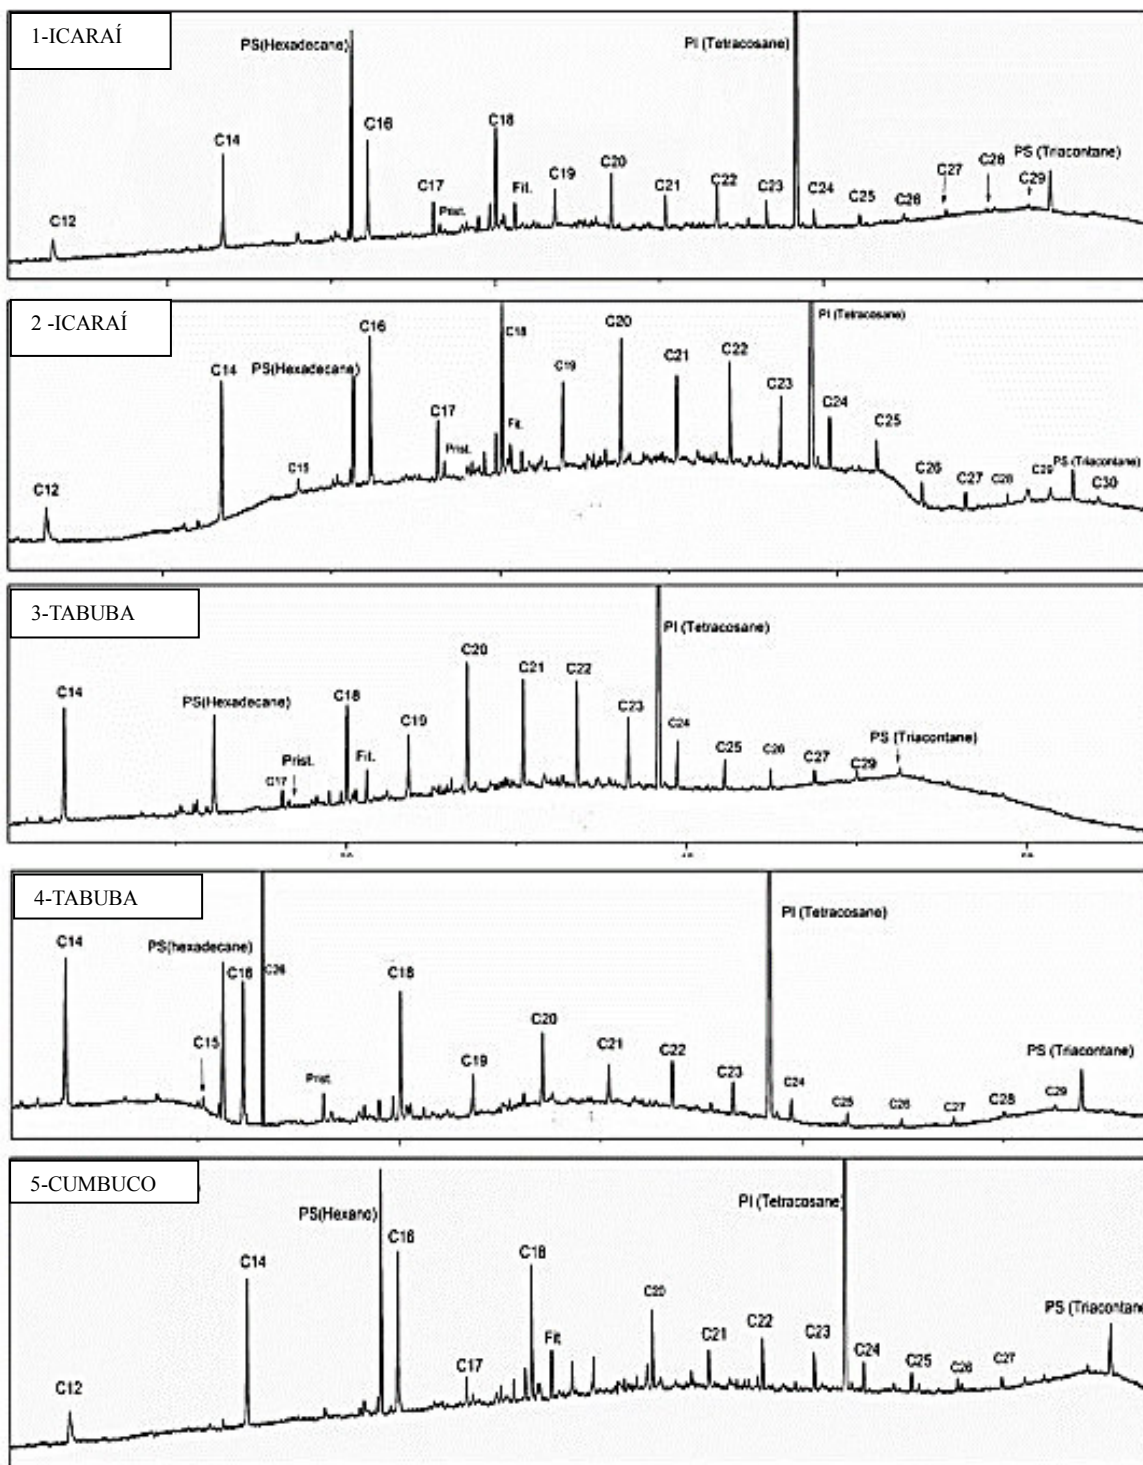 1-ICARAÍ
PS(Hexadecane)
PI (Tetracosane)
C12
C14
C16
C17
Prist.
C18
Fit.
C19
C20
C21
C22
C23
C24
C25
C26
C27
C28
C29
PS (Triacontane)
2 -ICARAÍ
C12
C14
C15
PS(Hexadecane)
C16
C17
Prist.
C18
Fit.
C19
C20
C21
C22
C23
PI (Tetracosane)
C24
C25
C26
C27
C28
C29
PS (Triacontane)
C30
3-TABUBA
C14
PS(Hexadecane)
C17
Prist.
C18
Fit.
C19
C20
C21
C22
C23
PI (Tetracosane)
C24
C25
C26
C27
C29
PS (Triacontane)
4-TABUBA
C14
C15
PS(hexadecane)
C16
Prist.
C18
C19
C20
C21
C22
C23
PI (Tetracosane)
C24
C25
C26
C27
C28
C29
PS (Triacontane)
5-CUMBUCO
C12
C14
PS(Hexano)
C16
C17
C18
Fit
C20
C21
C22
C23
PI (Tetracosane)
C24
C25
C26
C27
PS (Triacontane